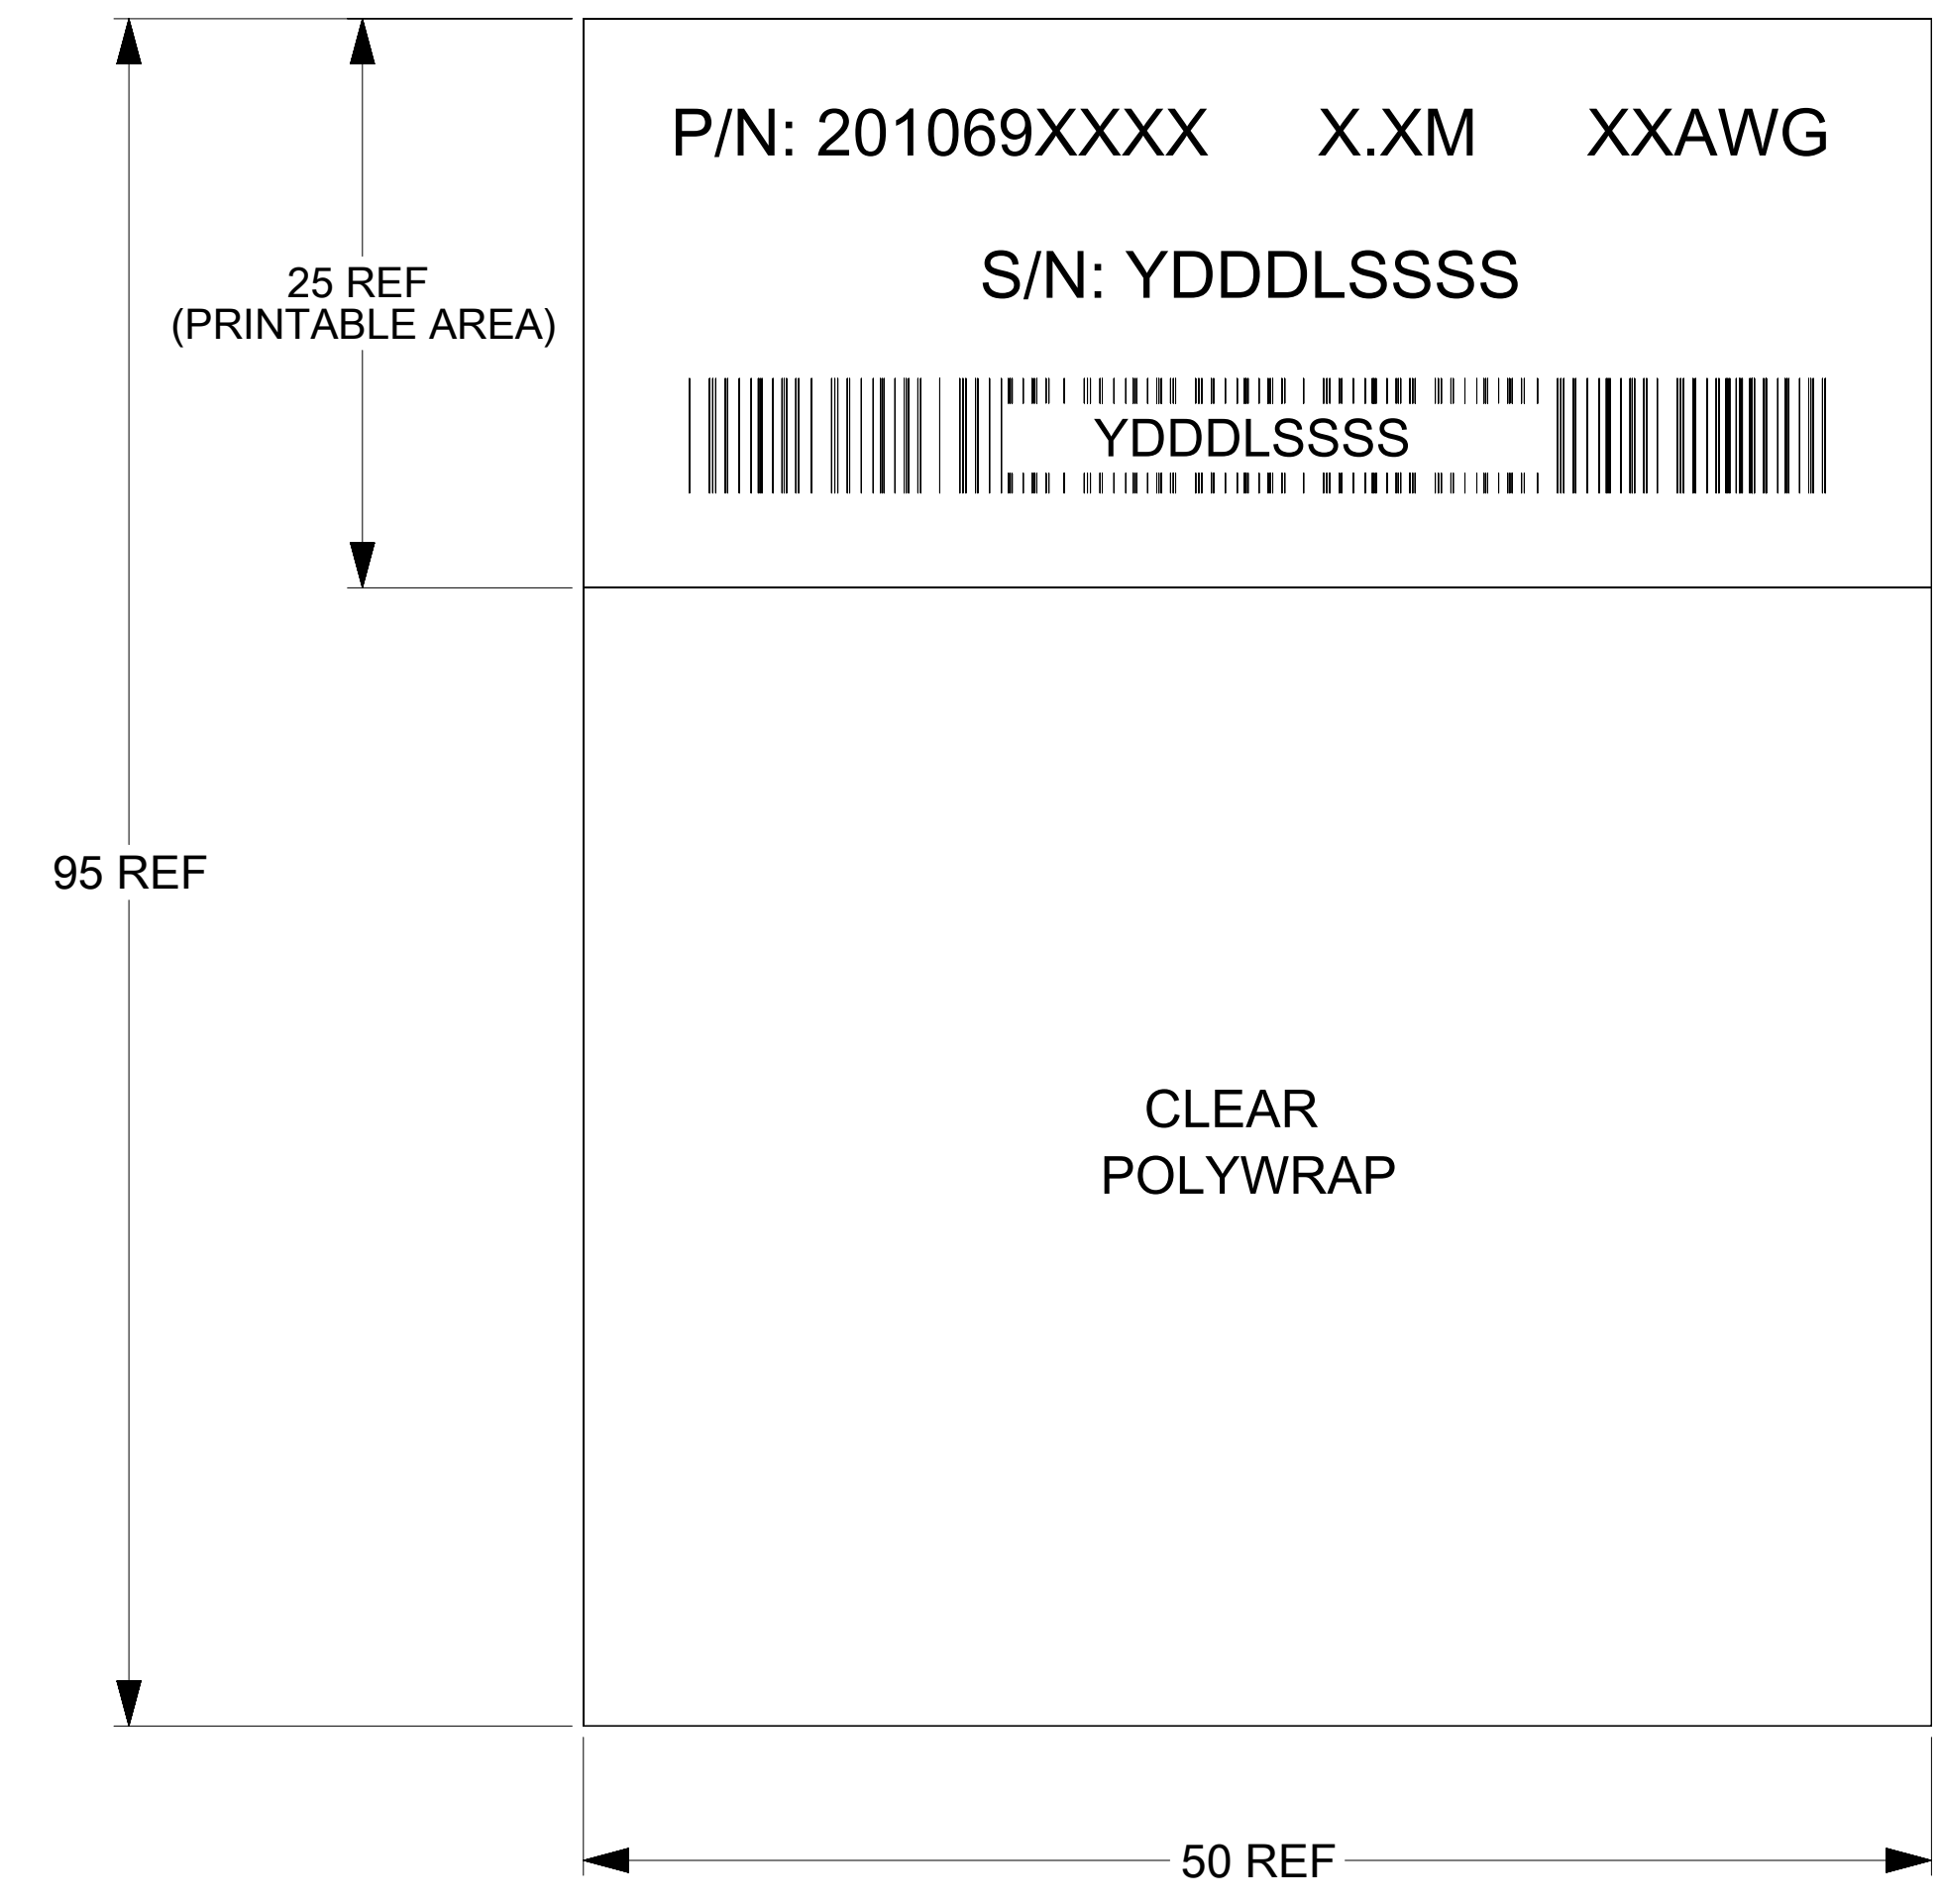 P/N: 201069XXXX X.XM XXAWG
S/N: YDDDLSSSS
25 REF
(PRINTABLE AREA)
YDDDLSSSS
95 REF
CLEAR
POLYWRAP
50 REF